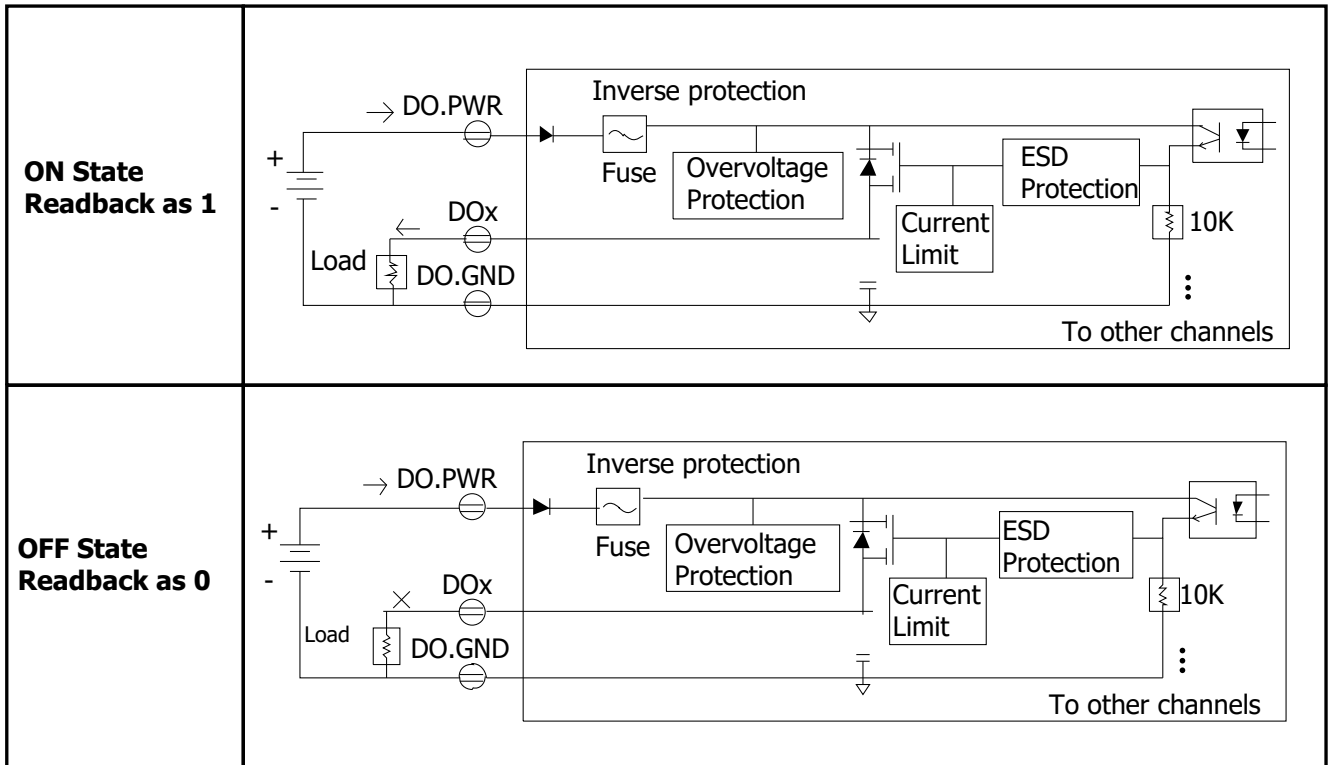 ON State
Readback as 1
Inverse protection
DO.PWR
+
-
Fuse
Overvoltage
Protection
ESD
Protection
Current
Limit
10K
DOx
Load
DO.GND
To other channels
OFF State
Readback as 0
Inverse protection
DO.PWR
+
-
Fuse
Overvoltage
Protection
ESD
Protection
Current
Limit
10K
DOx
Load
DO.GND
To other channels